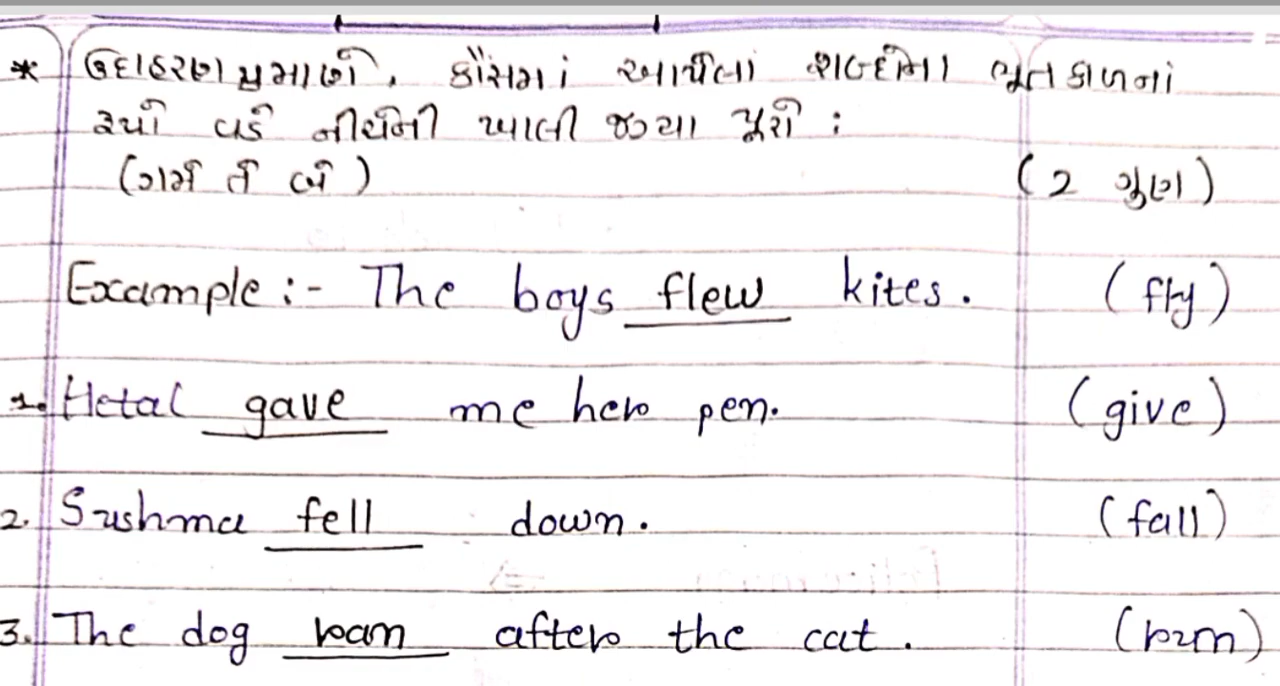 * ઉદાહરણ પ્રમાણે, કૌંસમાં આપેલા શબ્દોના ભૂતકાળનાં
રૂપો વડે નીચેની ખાલી જગ્યા પૂરો :
(ગમે તે બે) (2 ગુણ)
Example :- The boys flew kites. (fly)
1. Hetal gave me her pen. (give)
2. Sushma fell down. (fall)
3. The dog ran after the cat. (run)